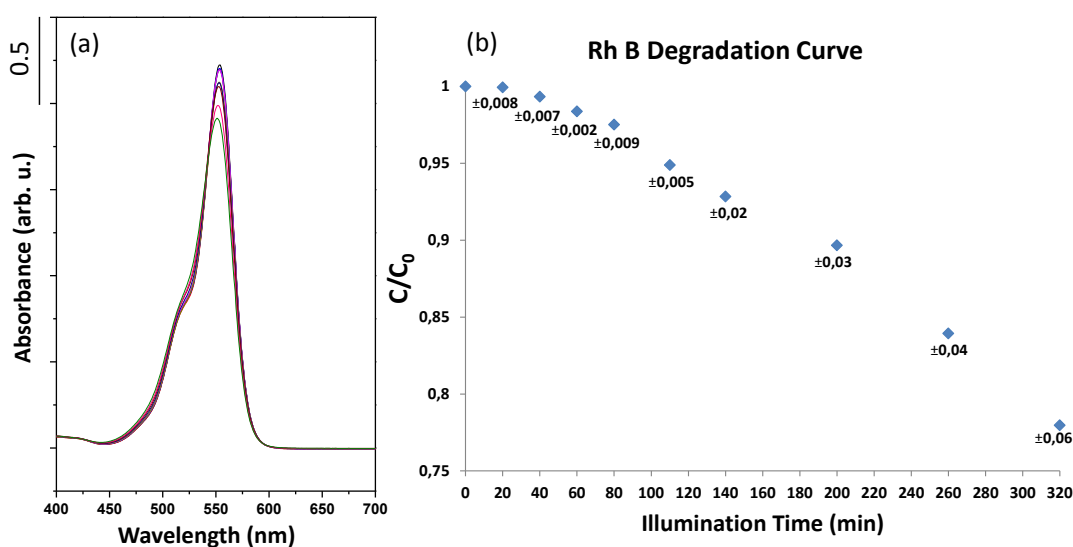 (a)
0.5
Absorbance (arb. u.)
400 450 500 550 600 650 700
Wavelength (nm)
(b)
Rh B Degradation Curve
C/C₀
1
0,95
0,9
0,85
0,8
0,75
±0,008
±0,007
±0,002
±0,009
±0,005
±0,02
±0,03
±0,04
±0,06
0 20 40 60 80 100 120 140 160 180 200 220 240 260 280 300 320
Illumination Time (min)